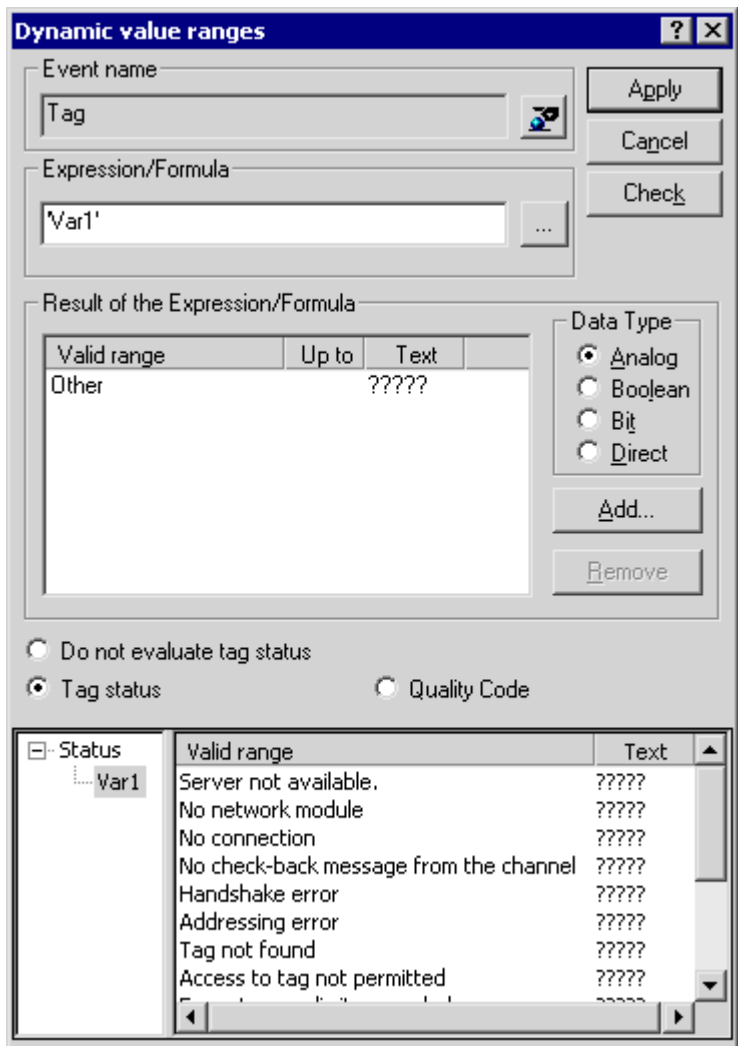 Dynamic value ranges
Event name
Tag
Apply
Cancel
Check
Expression/Formula
'Var1'
...
Result of the Expression/Formula
Valid range Up to Text
Other ?????
Data Type
Analog
Boolean
Bit
Direct
Add...
Remove
Do not evaluate tag status
Tag status Quality Code
Status
Var1
Valid range Text
Server not available. ?????
No network module ?????
No connection ?????
No check-back message from the channel ?????
Handshake error ?????
Addressing error ?????
Tag not found ?????
Access to tag not permitted ?????